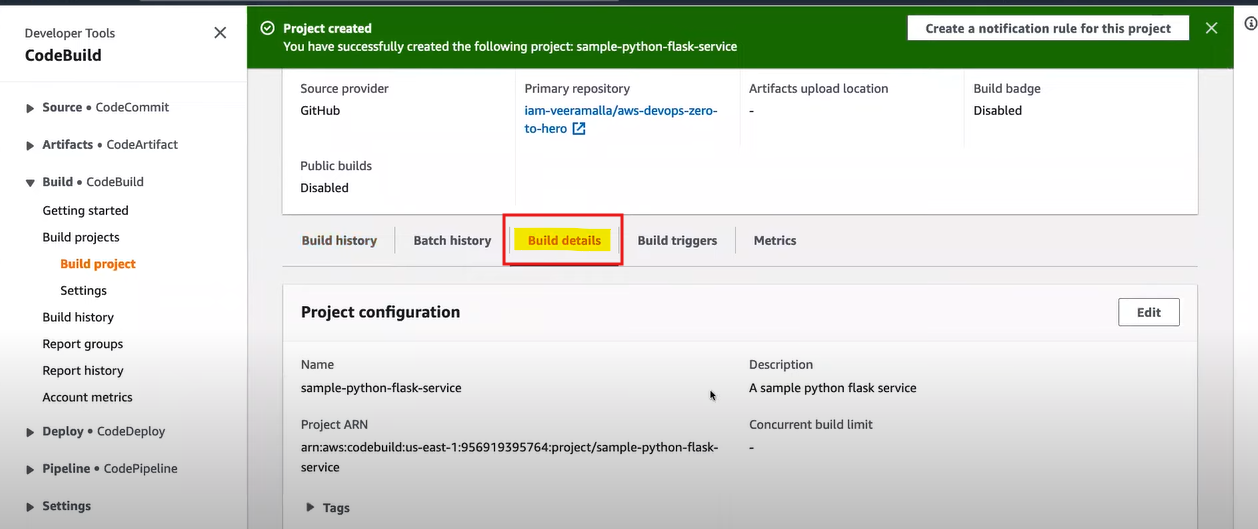 Developer Tools
CodeBuild
Source • CodeCommit
Artifacts • CodeArtifact
Build • CodeBuild
Getting started
Build projects
Build project
Settings
Build history
Report groups
Report history
Account metrics
Deploy • CodeDeploy
Pipeline • CodePipeline
Settings
Project created
You have successfully created the following project: sample-python-flask-service
Create a notification rule for this project
Source provider
GitHub
Primary repository
iam-veeramalla/aws-devops-zero-
to-hero
Artifacts upload location
-
Build badge
Disabled
Public builds
Disabled
Build history
Batch history
Build details
Build triggers
Metrics
Project configuration
Edit
Name
sample-python-flask-service
Description
A sample python flask service
Project ARN
arn:aws:codebuild:us-east-1:956919395764:project/sample-python-flask-
service
Concurrent build limit
-
Tags